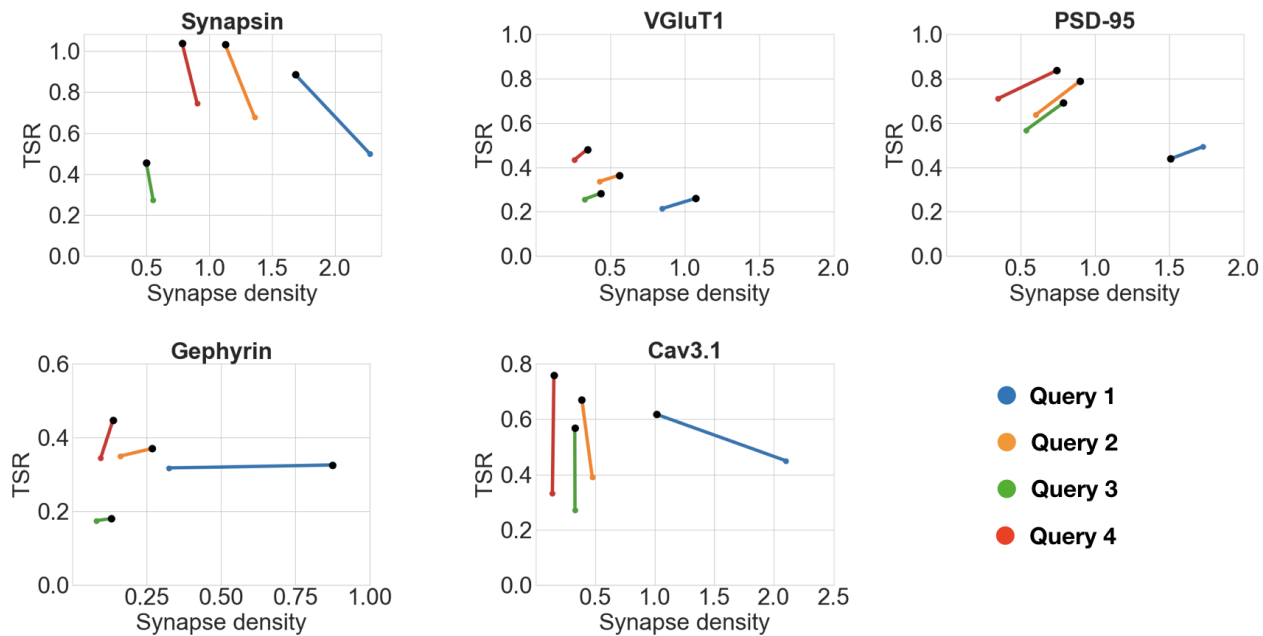 Synapsin
TSR
1.0
0.8
0.6
0.4
0.2
0.0
0.5 1.0 1.5 2.0
Synapse density
VGluT1
TSR
1.0
0.8
0.6
0.4
0.2
0.0
0.5 1.0 1.5 2.0
Synapse density
PSD-95
TSR
1.0
0.8
0.6
0.4
0.2
0.0
0.5 1.0 1.5 2.0
Synapse density
Gephyrin
TSR
0.6
0.4
0.2
0.0
0.25 0.50 0.75 1.00
Synapse density
Cav3.1
TSR
0.8
0.6
0.4
0.2
0.0
0.5 1.0 1.5 2.0 2.5
Synapse density
Query 1
Query 2
Query 3
Query 4